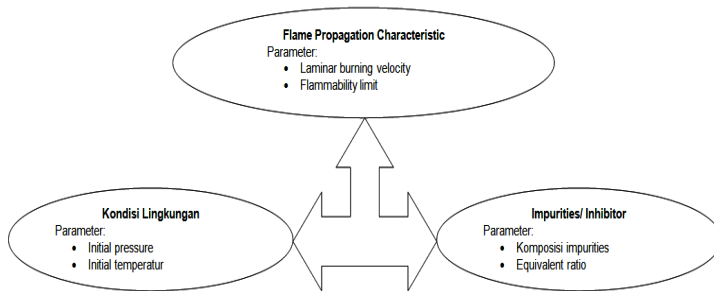 Flame Propagation Characteristic
Parameter:
• Laminar burning velocity
• Flammability limit
Kondisi Lingkungan
Parameter:
• Initial pressure
• Initial temperatur
Impurities/ Inhibitor
Parameter:
• Komposisi impurities
• Equivalent ratio